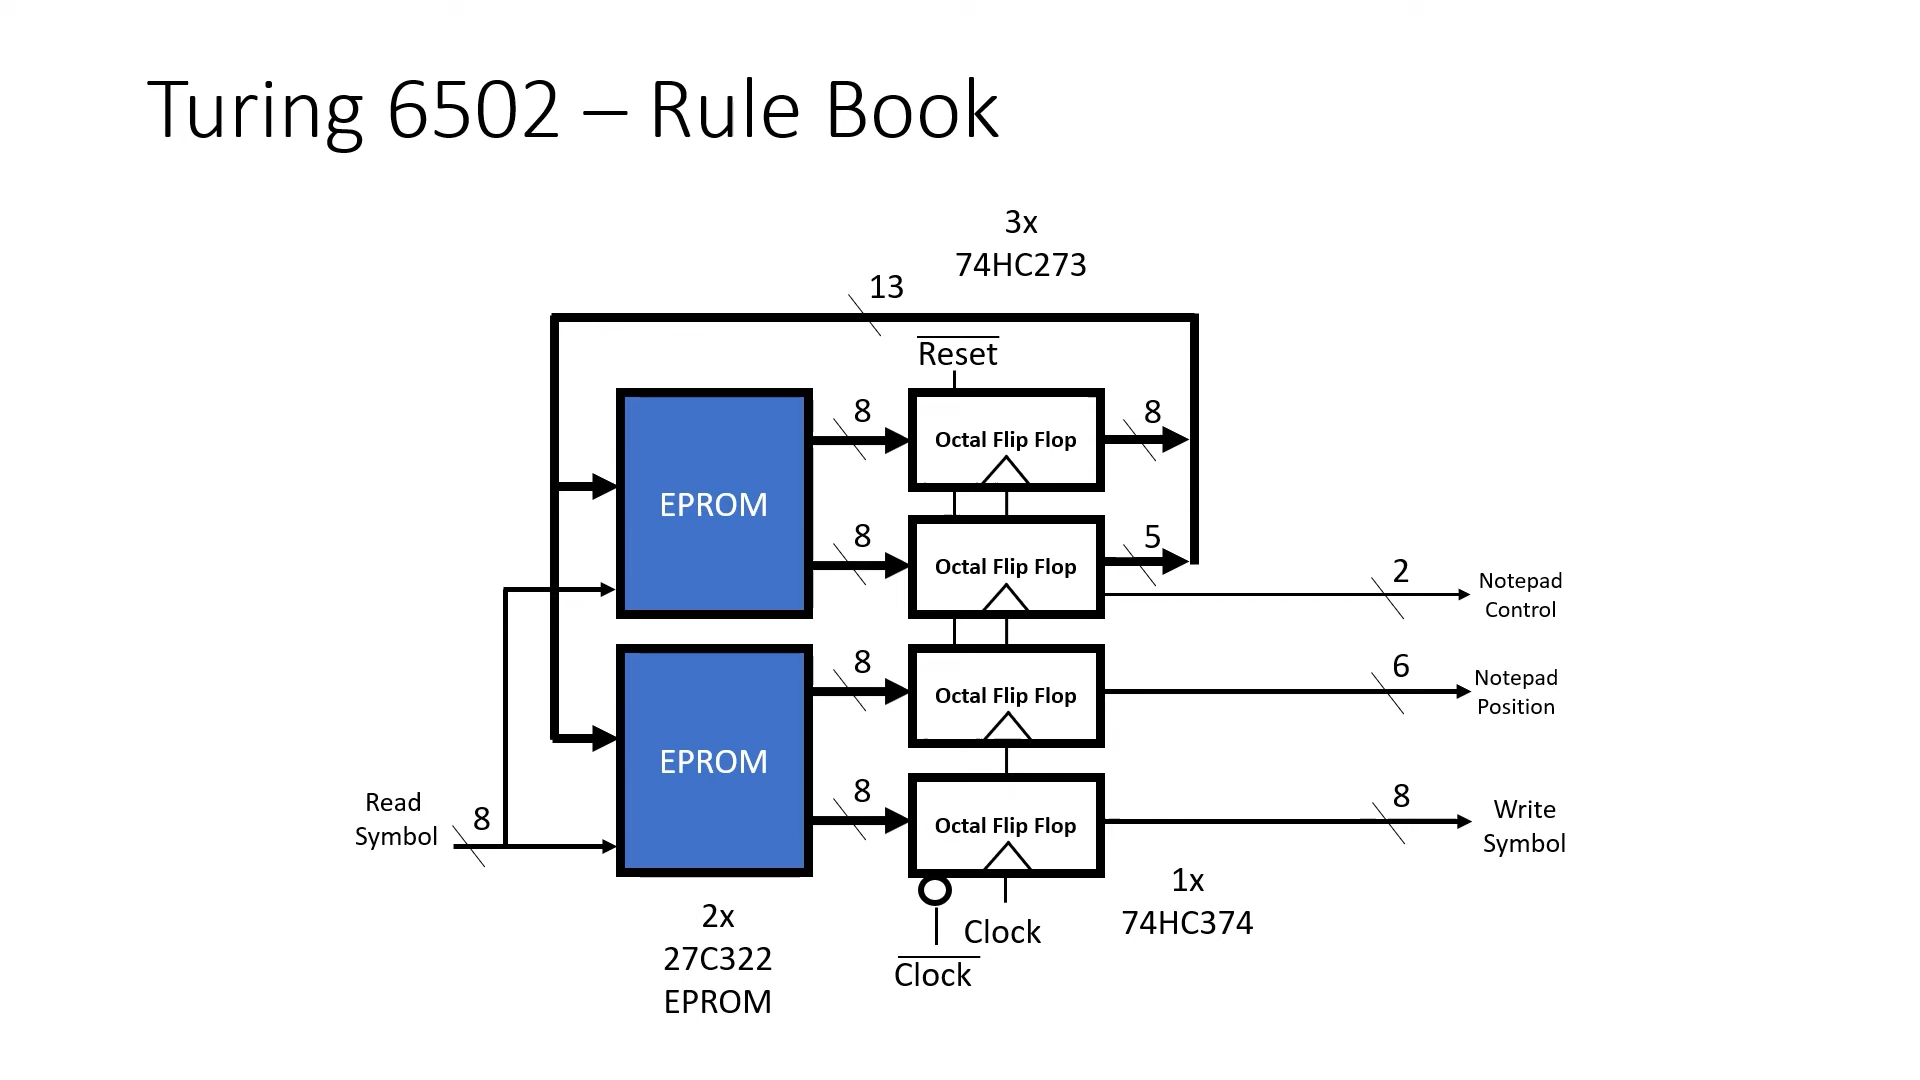 Turing 6502 – Rule Book
3x
74HC273
13
Reset
8
Octal Flip Flop
8
EPROM
8
Octal Flip Flop
5
2
Notepad
Control
8
Octal Flip Flop
6
Notepad
Position
EPROM
Read
Symbol
8
8
Octal Flip Flop
8
Write
Symbol
2x
27C322
EPROM
Clock
Clock
1x
74HC374